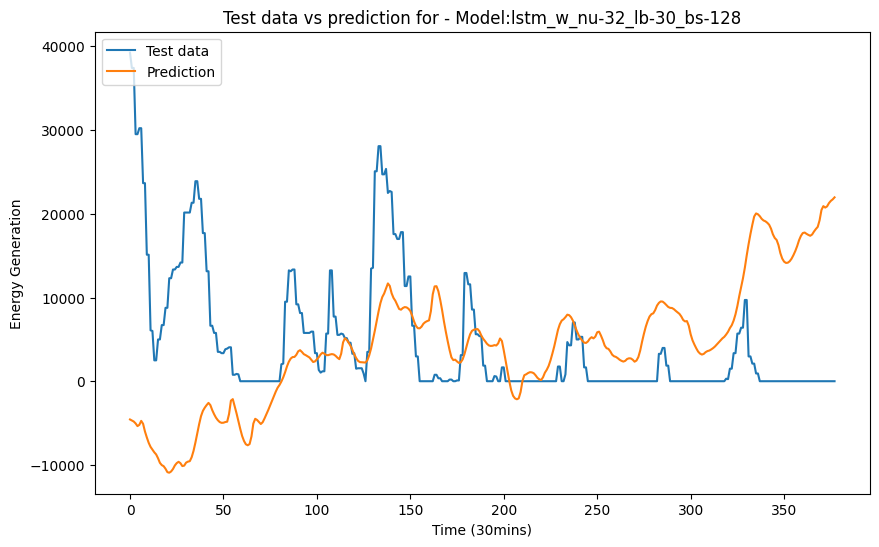 Test data vs prediction for - Model:lstm_w_nu-32_lb-30_bs-128
Test data
Prediction
Energy Generation
40000
30000
20000
10000
0
−10000
0 50 100 150 200 250 300 350
Time (30mins)